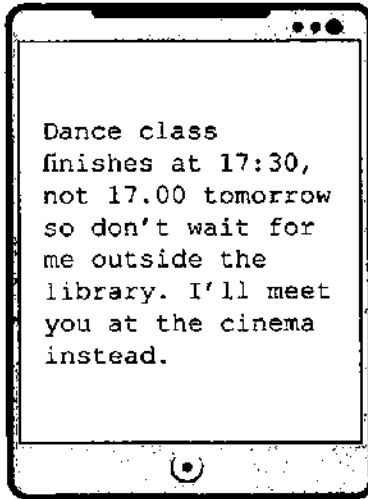 Dance class
finishes at 17:30,
not 17.00 tomorrow
so don't wait for
me outside the
library. I'll meet
you at the cinema
instead.